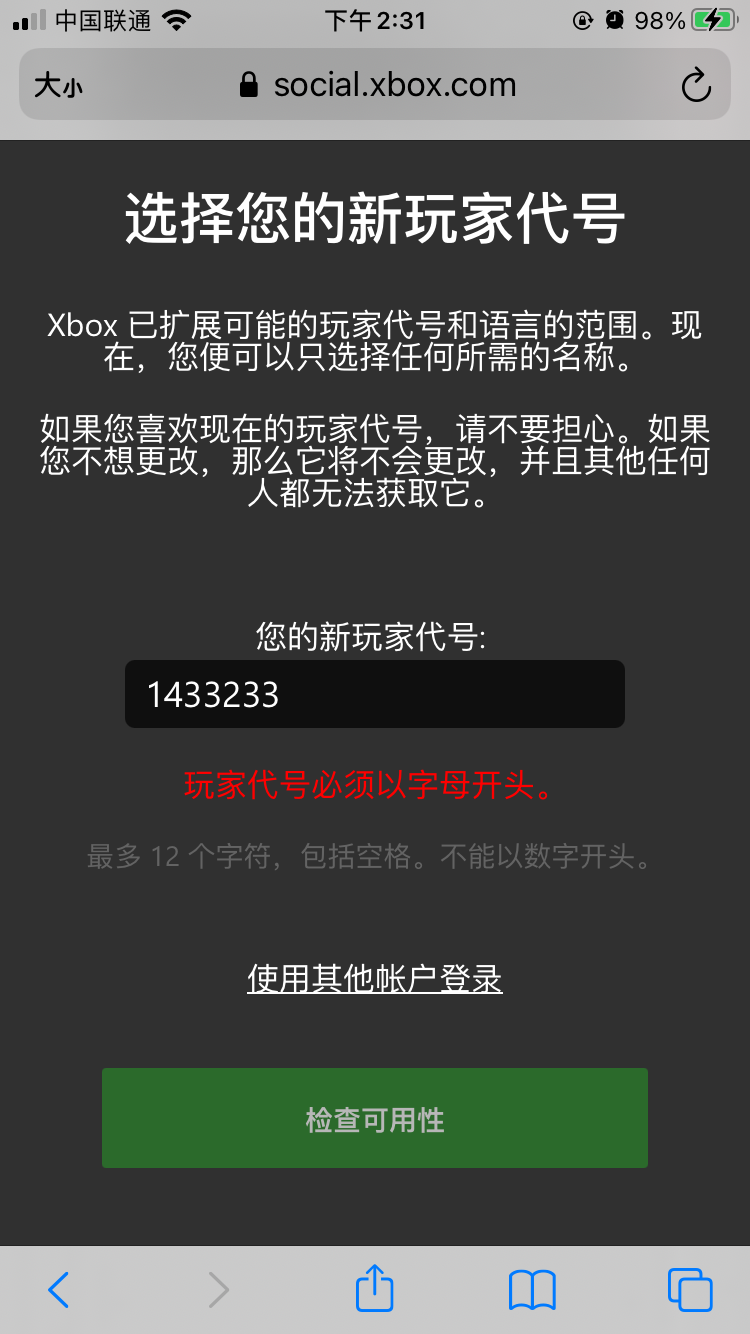 中国联通 下午2:31 98%
大小 social.xbox.com
选择您的新玩家代号
Xbox 已扩展可能的玩家代号和语言的范围。现
在，您便可以只选择任何所需的名称。
如果您喜欢现在的玩家代号，请不要担心。如果
您不想更改，那么它将不会更改，并且其他任何
人都无法获取它。
您的新玩家代号:
1433233
玩家代号必须以字母开头。
最多 12 个字符，包括空格。不能以数字开头。
使用其他帐户登录
检查可用性